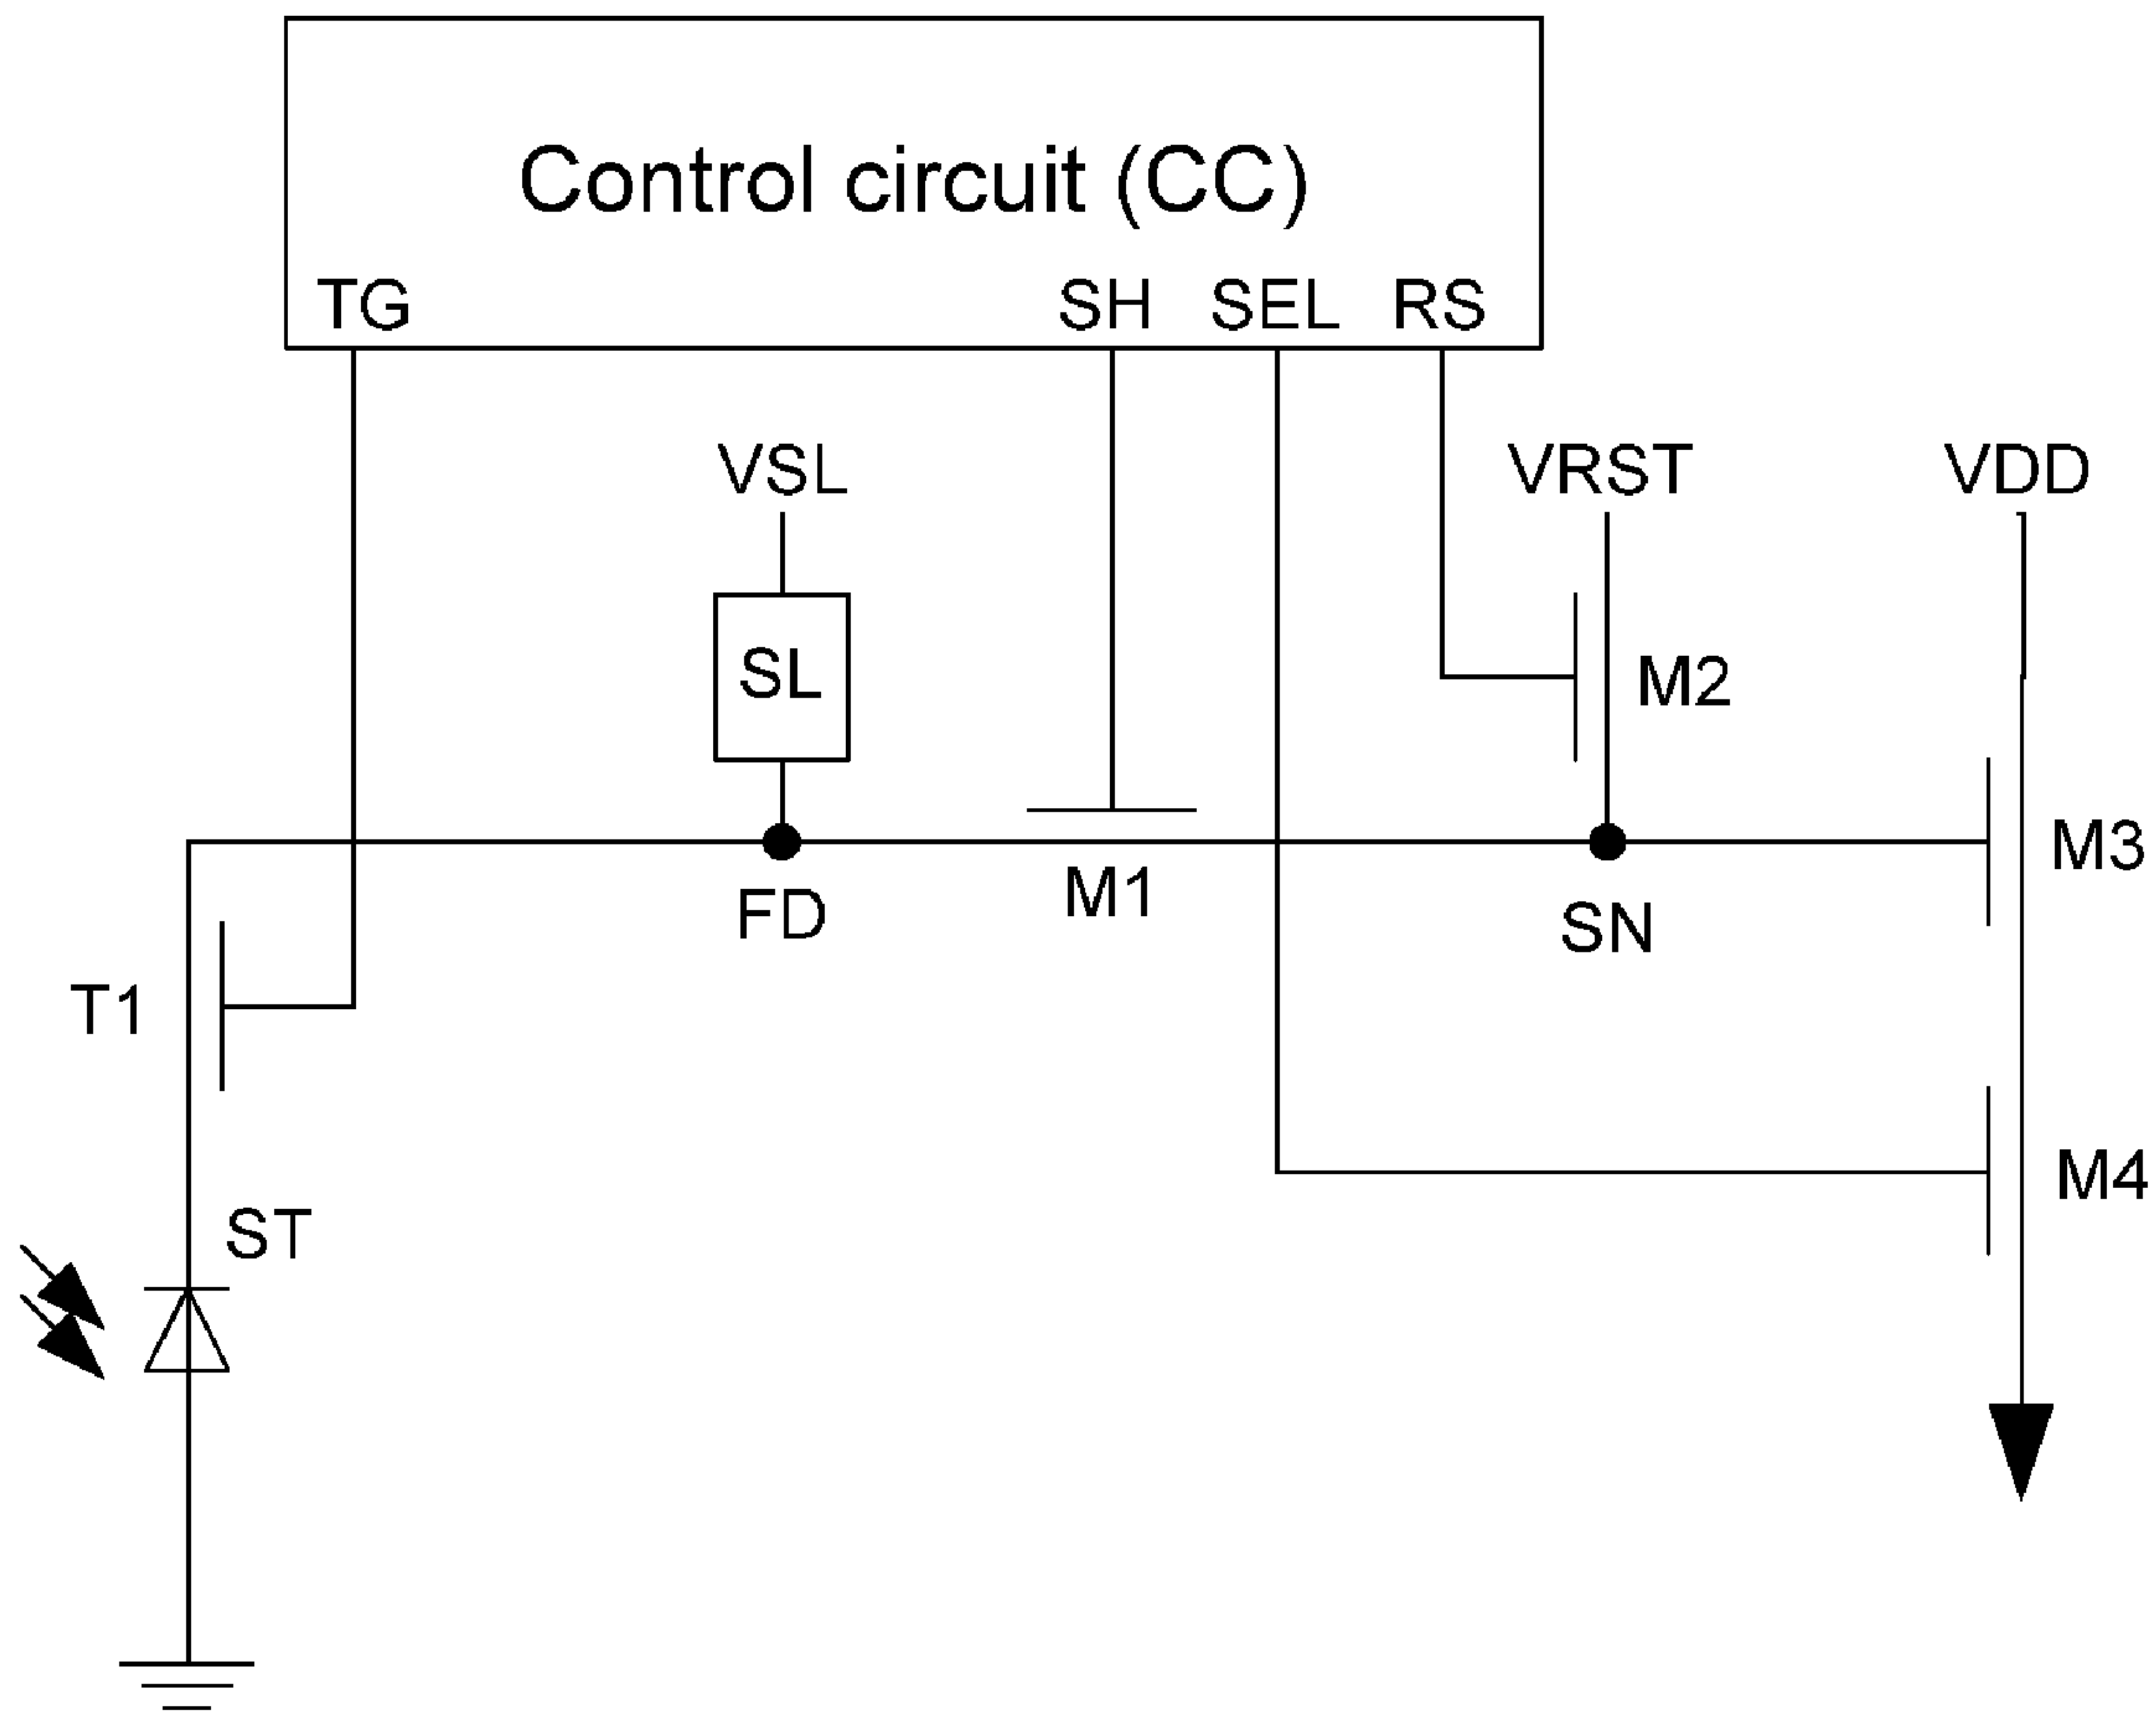 Control circuit (CC)
TG SH SEL RS
VSL VRST VDD
SL M2
M3
M1
FD SN
T1
M4
ST